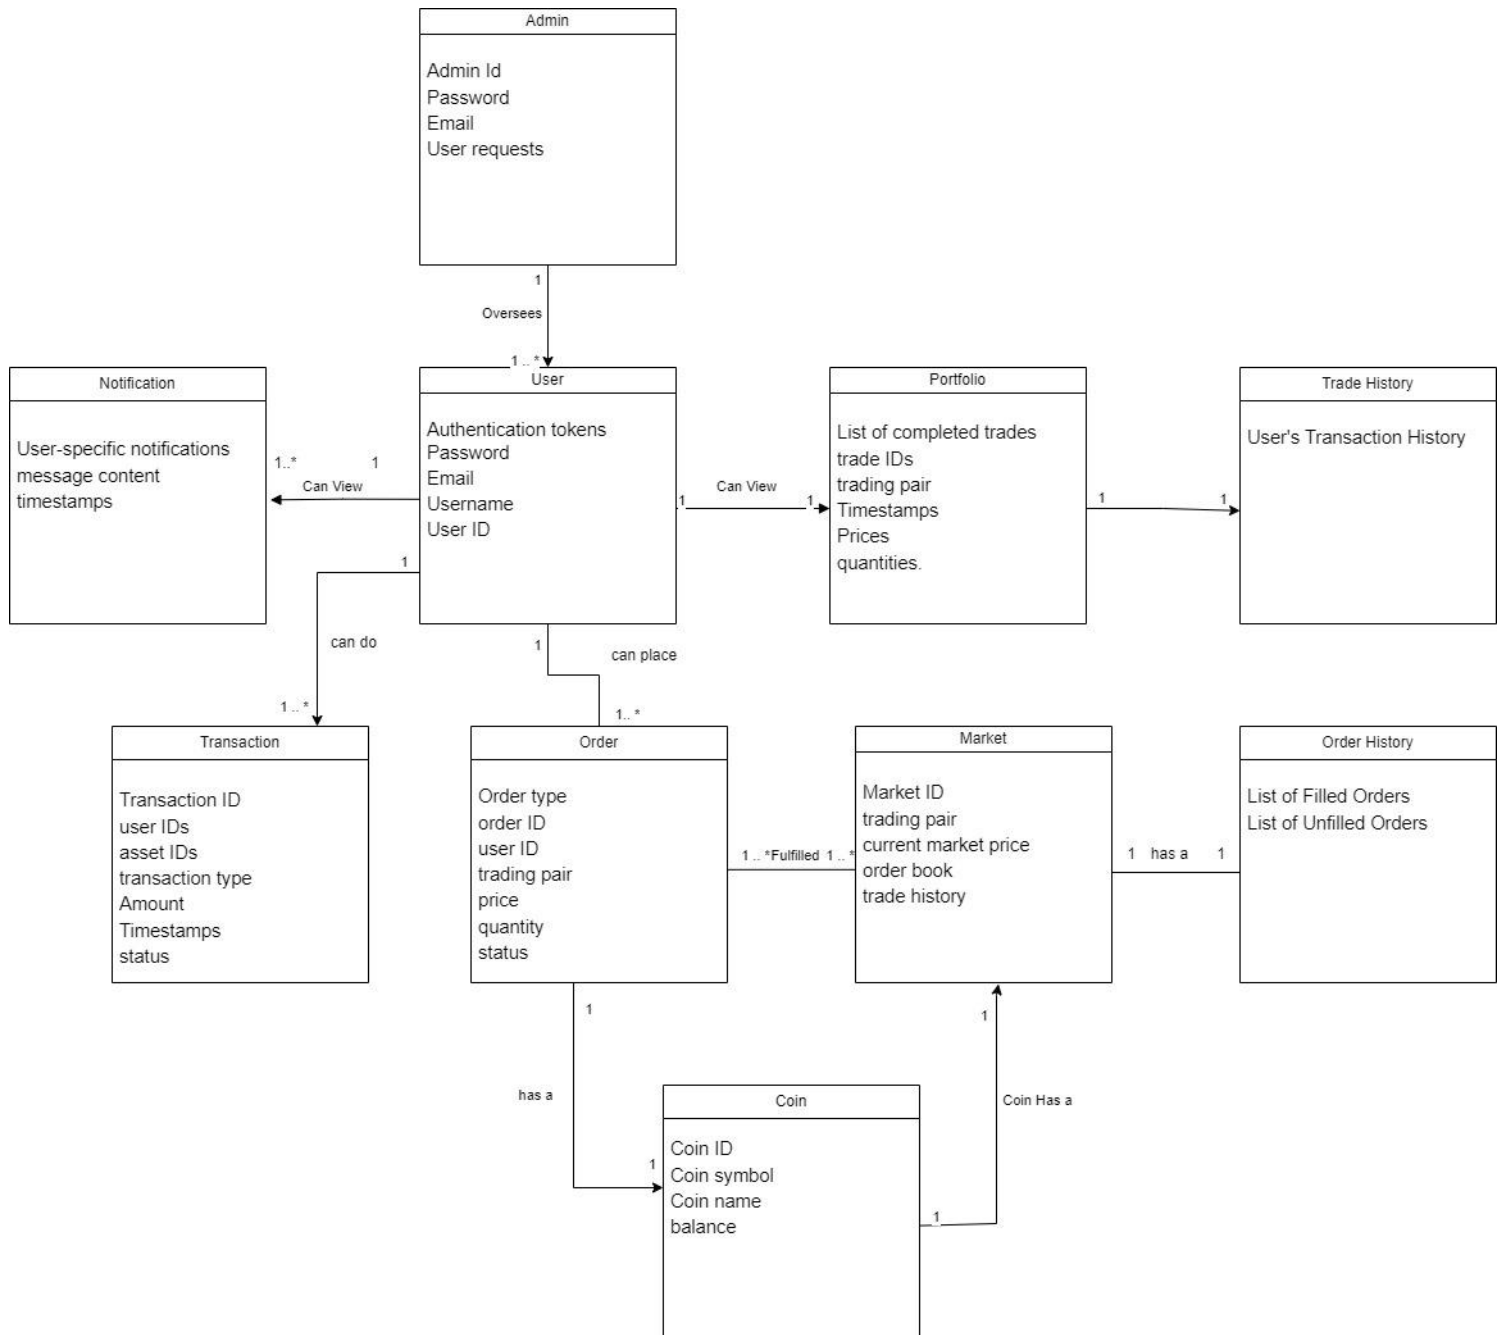 Admin
Admin Id
Password
Email
User requests
1
Oversees
1 .. *
Notification
User-specific notifications
message content
timestamps
1..*
1
Can View
User
Authentication tokens
Password
Email
Username
User ID
1
Can View
1
Portfolio
List of completed trades
trade IDs
trading pair
Timestamps
Prices
quantities.
1
1
Trade History
User's Transaction History
1
can do
1 .. *
1
can place
1.. *
Transaction
Transaction ID
user IDs
asset IDs
transaction type
Amount
Timestamps
status
Order
Order type
order ID
user ID
trading pair
price
quantity
status
1 .. *Fulfilled 1 .. *
Market
Market ID
trading pair
current market price
order book
trade history
1 has a 1
Order History
List of Filled Orders
List of Unfilled Orders
1
has a
1
Coin
Coin ID
Coin symbol
Coin name
balance
1
Coin Has a
1